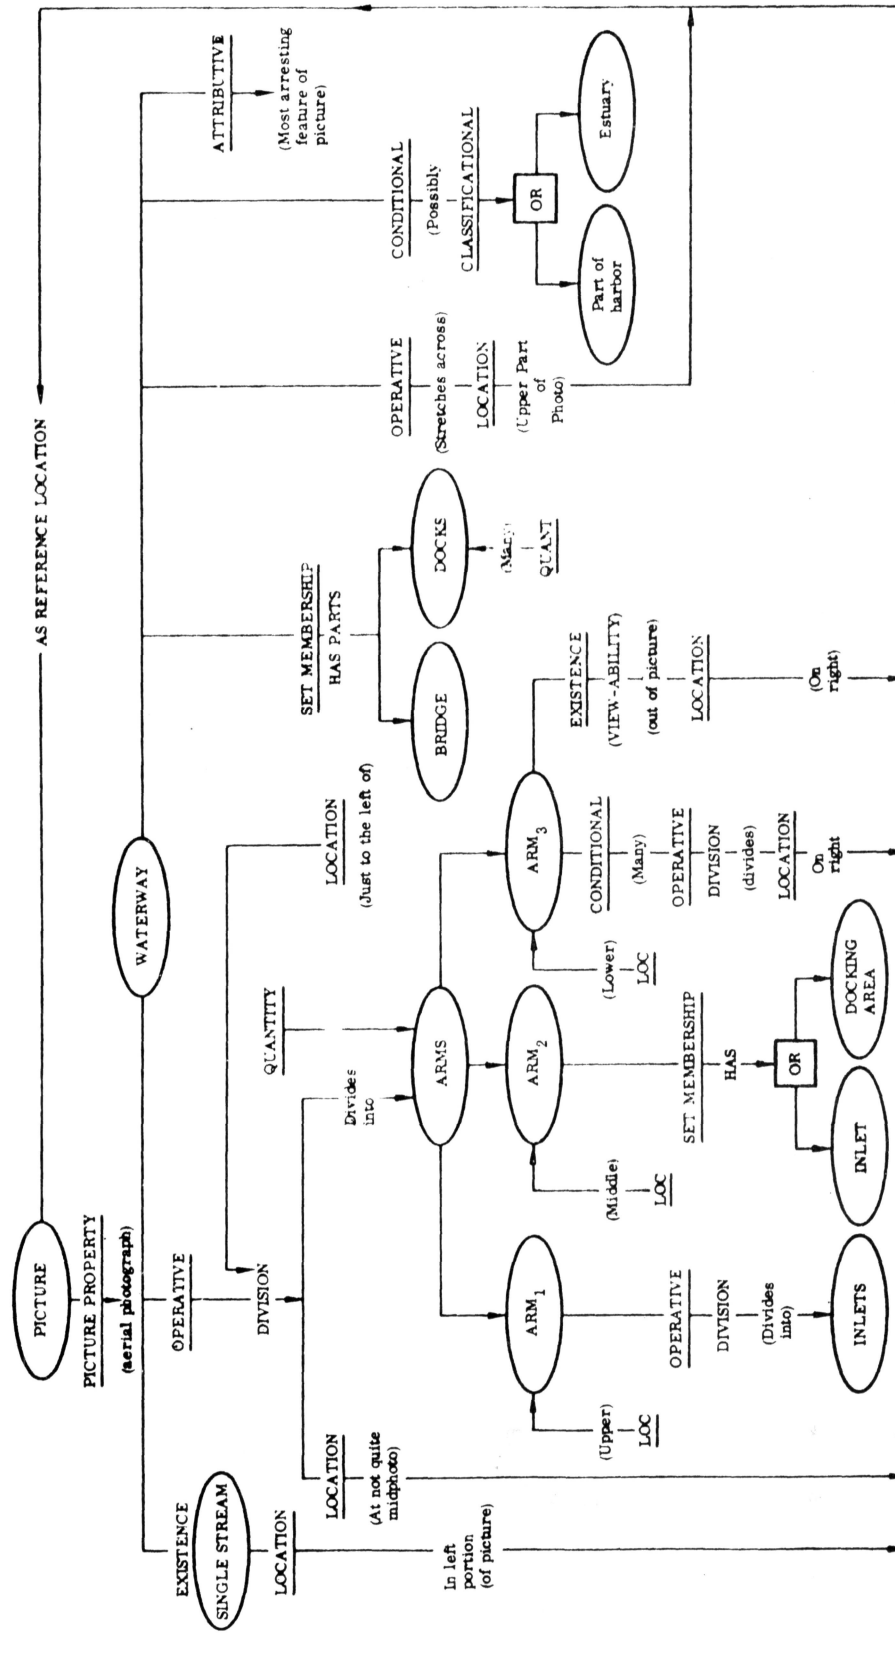 AS REFERENCE LOCATION
PICTURE
PICTURE PROPERTY
(aerial photograph)
WATERWAY
EXISTENCE
SINGLE STREAM
LOCATION
In left
portion
(of picture)
OPERATIVE
DIVISION
LOCATION
(At not quite
midphoto)
Divides
into
QUANTITY
LOCATION
(Just to the left of)
ARMS
ARM1
(Upper)
LOC
OPERATIVE
DIVISION
(Divides
into)
INLETS
ARM2
(Middle)
LOC
SET MEMBERSHIP
HAS
OR
INLET
DOCKING
AREA
ARM3
(Lower)
LOC
CONDITIONAL
(Many)
OPERATIVE
DIVISION
(divides)
LOCATION
On
right
EXISTENCE
(VIEW-ABILITY)
(out of picture)
LOCATION
(On
right)
SET MEMBERSHIP
HAS PARTS
BRIDGE
DOCKS
(Many)
QUANT
OPERATIVE
(Stretches across)
LOCATION
(Upper Part
of
Photo)
CONDITIONAL
(Possibly
CLASSIFICATIONAL
OR
Part of
harbor
Estuary
ATTRIBUTIVE
(Most arresting
feature of
picture)